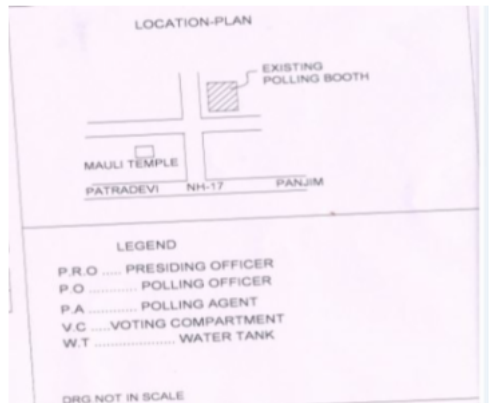 LOCATION-PLAN
EXISTING
POLLING BOOTH
MAULI TEMPLE
PATRADEVI NH-17 PANJIM
LEGEND
P.R.O ..... PRESIDING OFFICER
P.O ............ POLLING OFFICER
P.A ............ POLLING AGENT
V.C .....VOTING COMPARTMENT
W.T .................... WATER TANK
DRG NOT IN SCALE